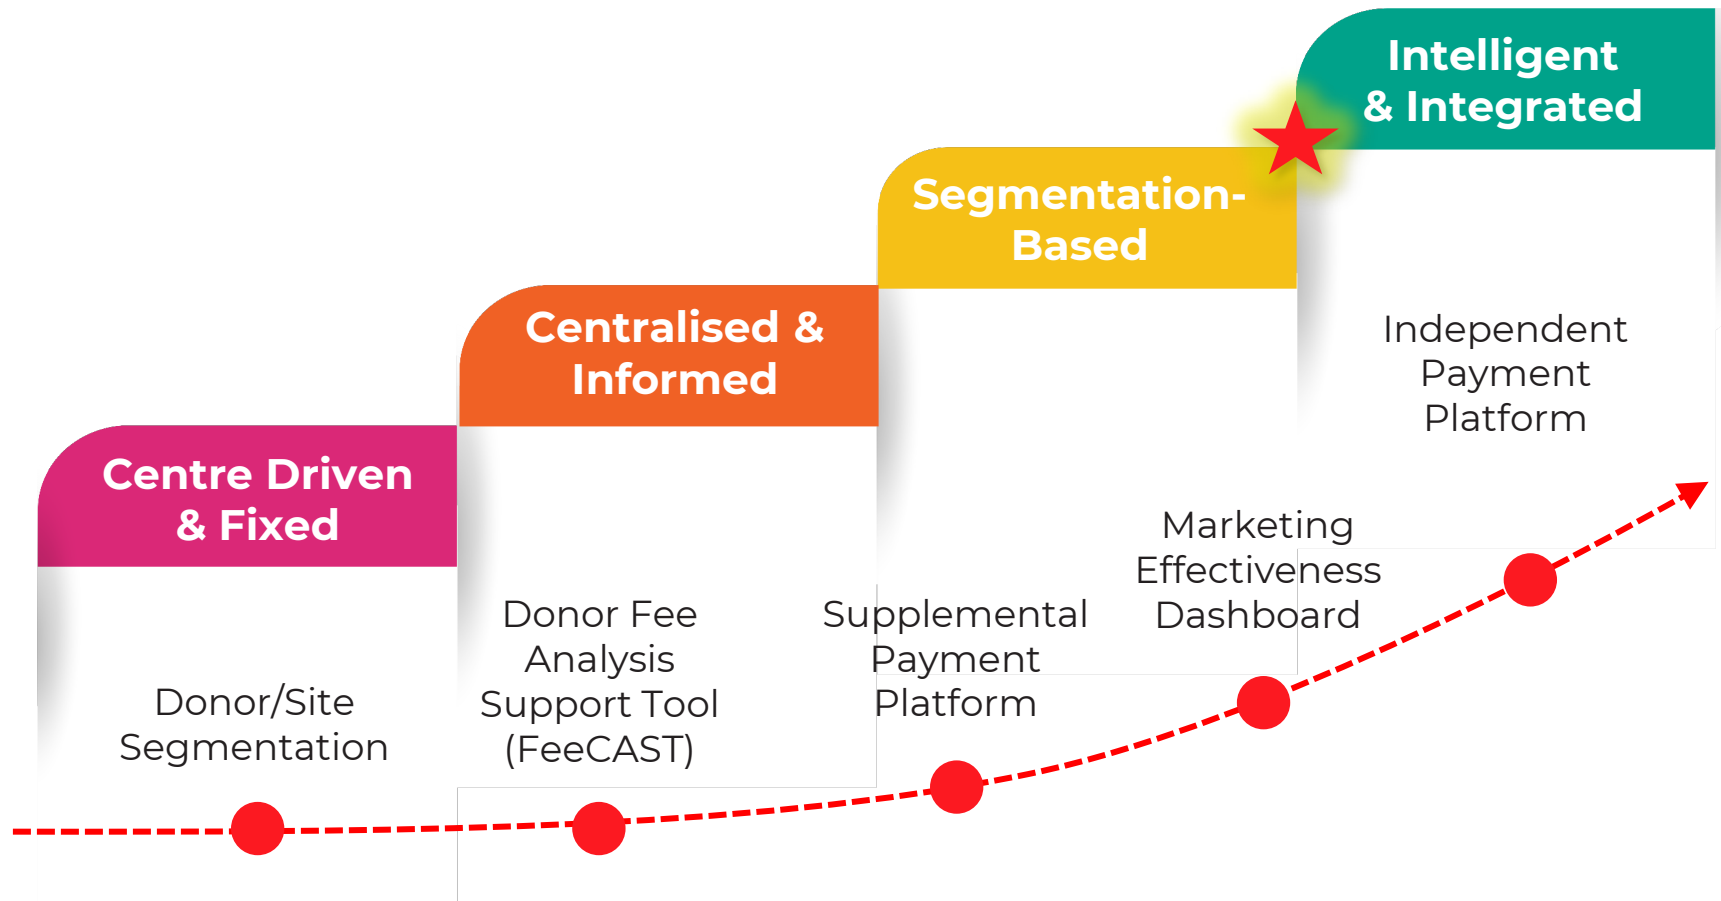 Intelligent
& Integrated
Segmentation-
Based
Centralised &
Informed
Centre Driven
& Fixed
Donor/Site
Segmentation
Donor Fee
Analysis
Support Tool
(FeeCAST)
Supplemental
Payment
Platform
Marketing
Effectiveness
Dashboard
Independent
Payment
Platform